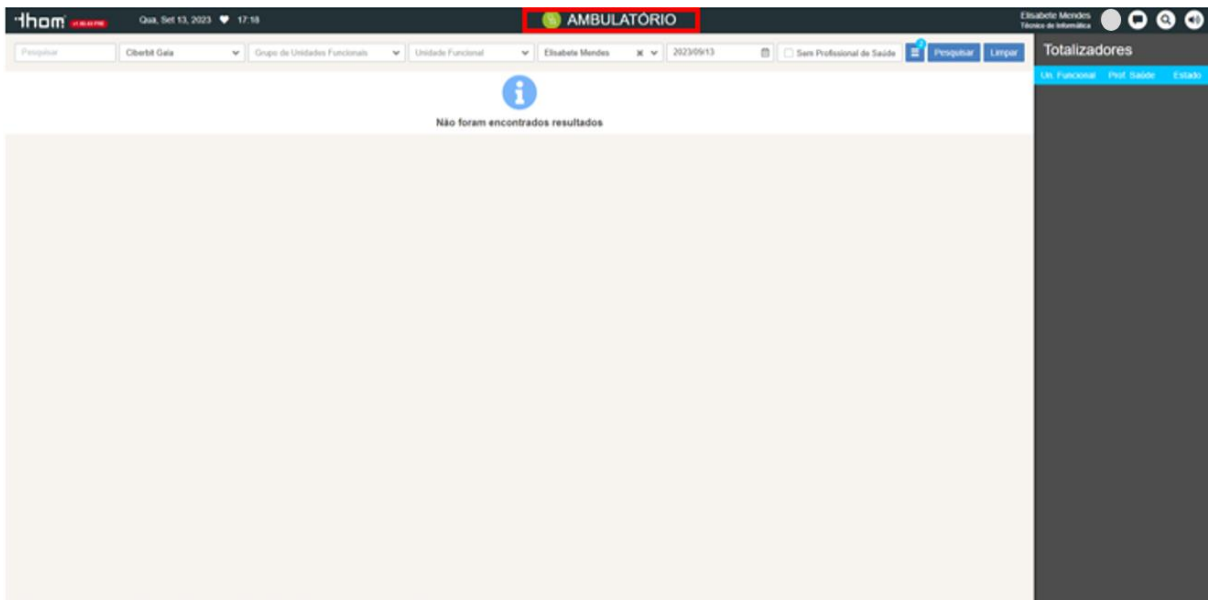 thom
Qua, Set 13, 2023 17:18
AMBULATÓRIO
Elisabete Mendes
Técnico de Informática
Pesquisar
Ciberbit Gaia
Grupo de Unidades Funcionais
Unidade Funcional
Elisabete Mendes
2023/09/13
Sem Profissional de Saúde
Pesquisar
Limpar
Totalizadores
Un. Funcional Prof. Saúde Estado
Não foram encontrados resultados